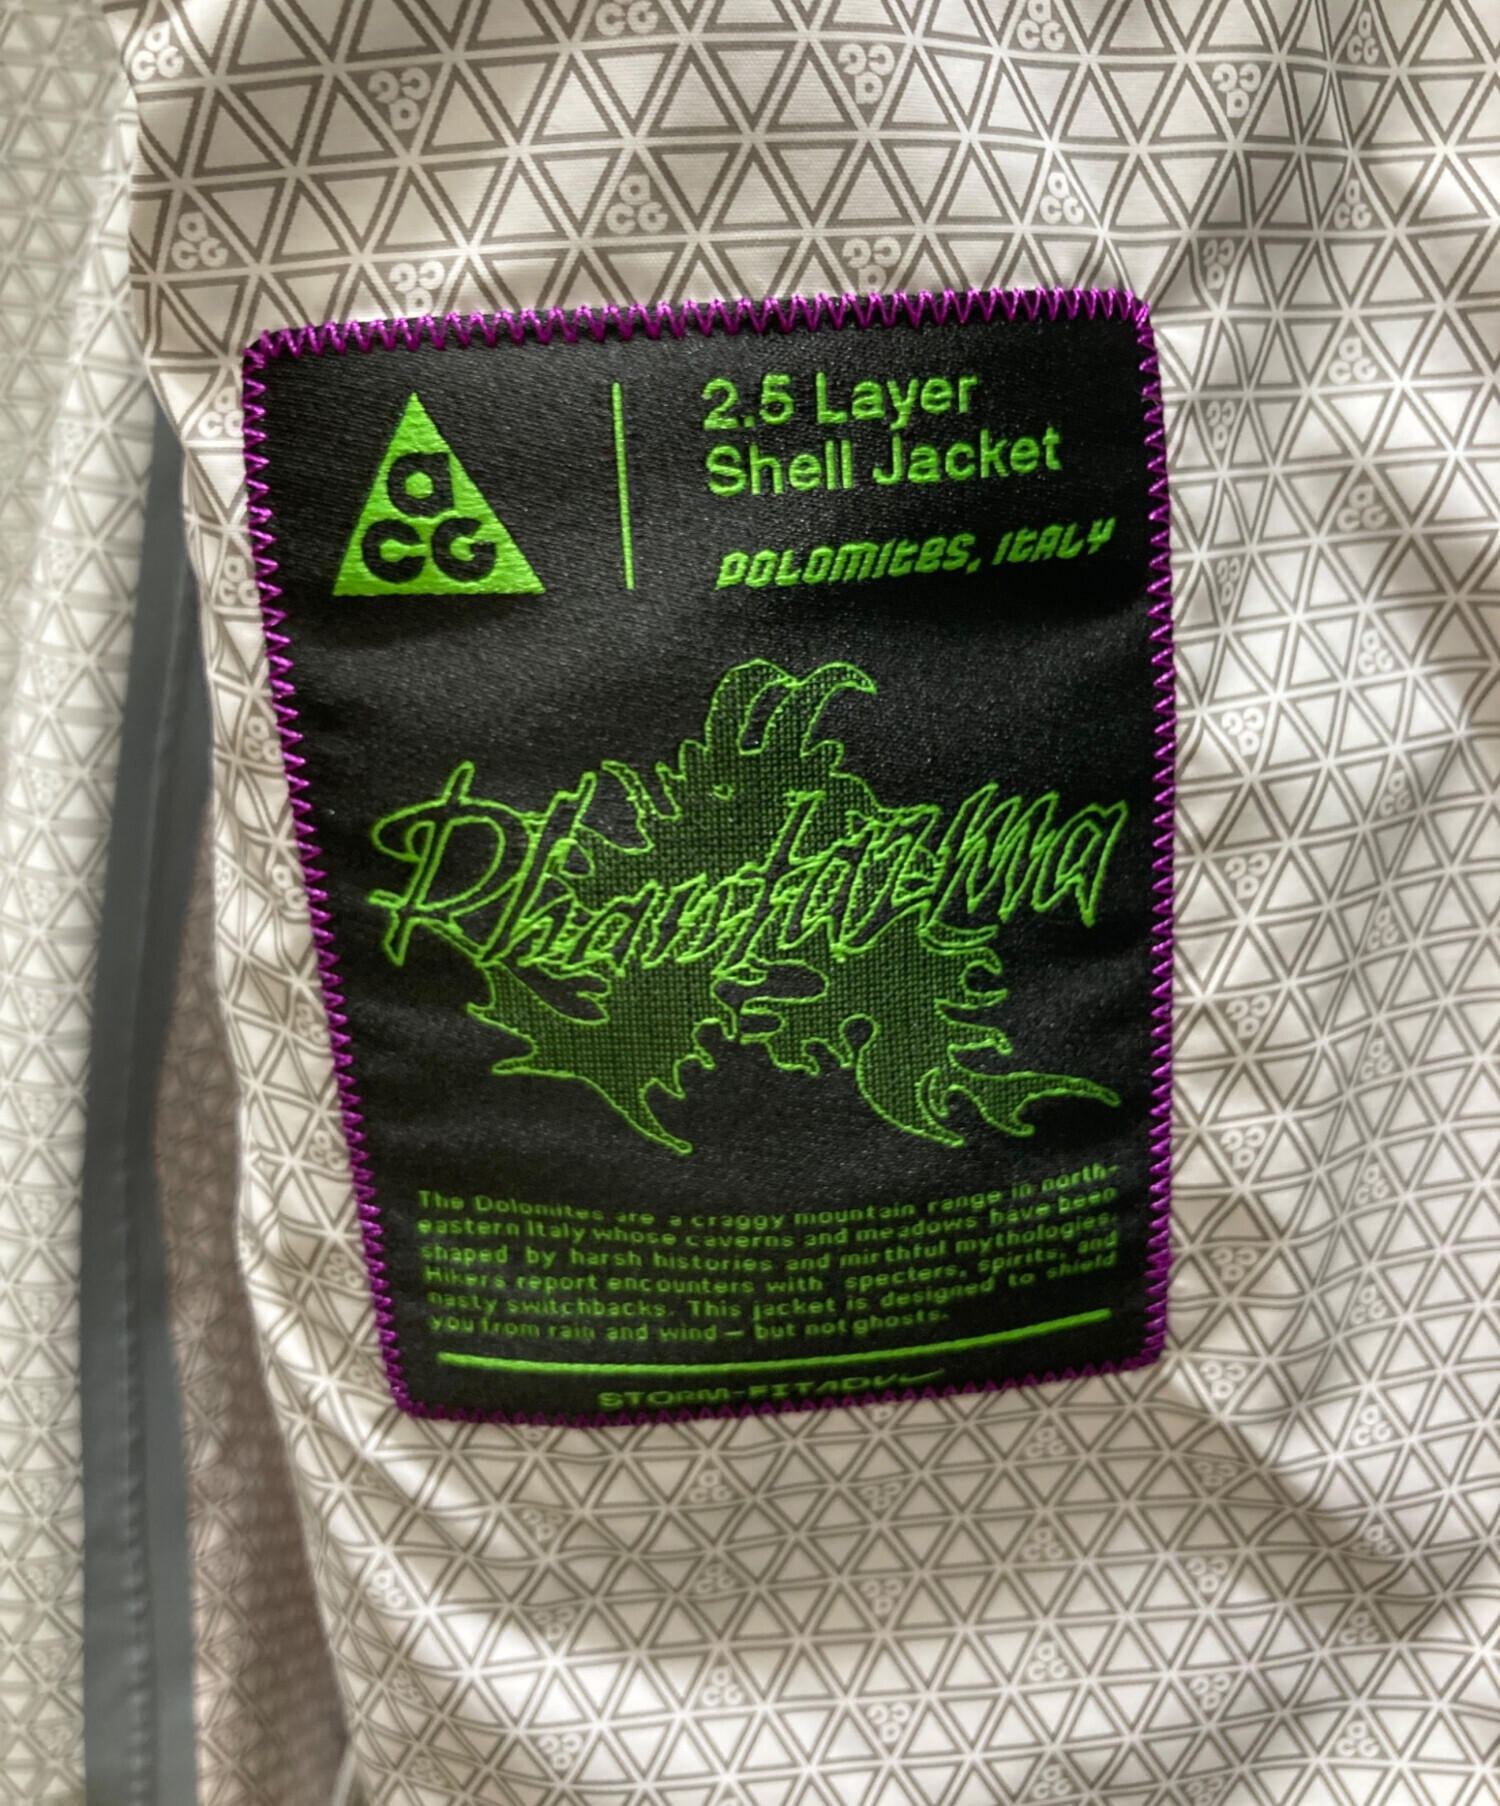 aCG
2.5 Layer
Shell Jacket
DOLOMITES, ITALY
Phantazma
The Dolomites are a craggy mountain range in north-
eastern Italy whose caverns and meadows have been
shaped by harsh histories and mirthful mythologies.
Hikers report encounters with specters, spirits, and
nasty switchbacks. This jacket is designed to shield
you from rain and wind — but not ghosts.
STORM-FIT ADV